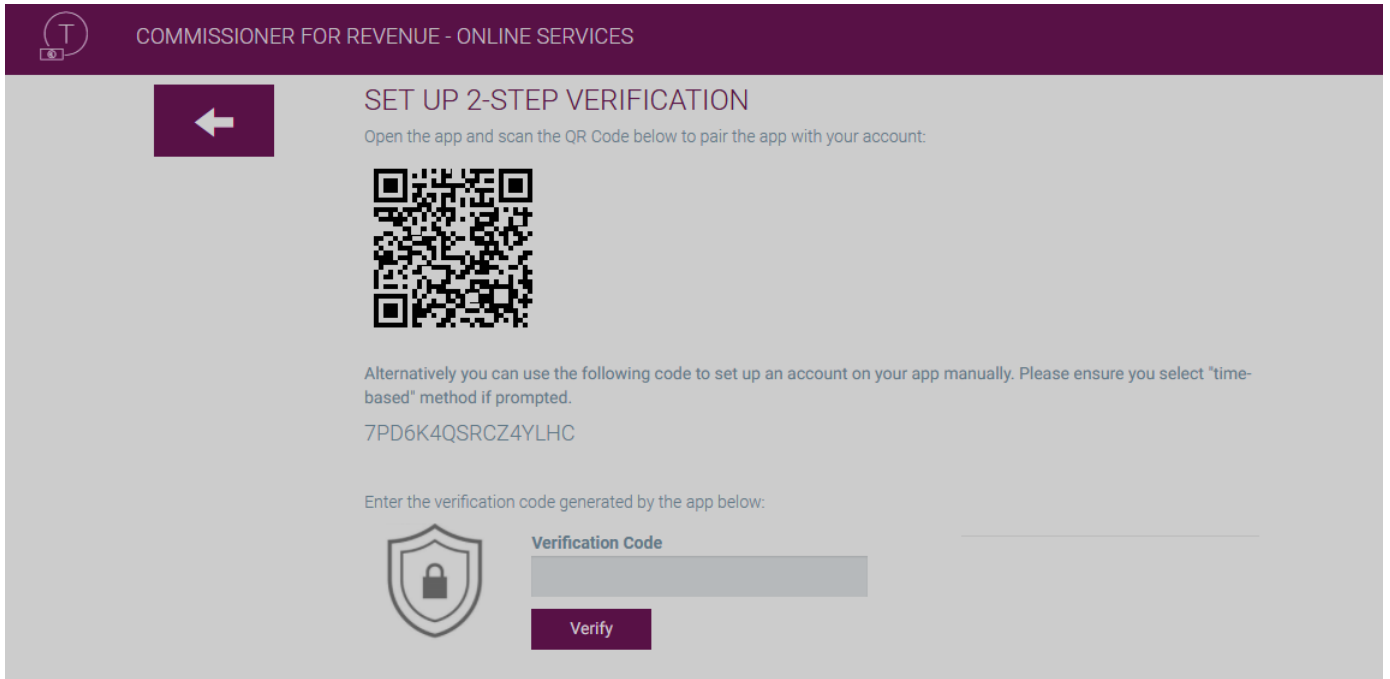 T
COMMISSIONER FOR REVENUE - ONLINE SERVICES
SET UP 2-STEP VERIFICATION
Open the app and scan the QR Code below to pair the app with your account:
Alternatively you can use the following code to set up an account on your app manually. Please ensure you select "time-
based" method if prompted.
7PD6K4QSRCZ4YLHC
Enter the verification code generated by the app below:
Verification Code
Verify